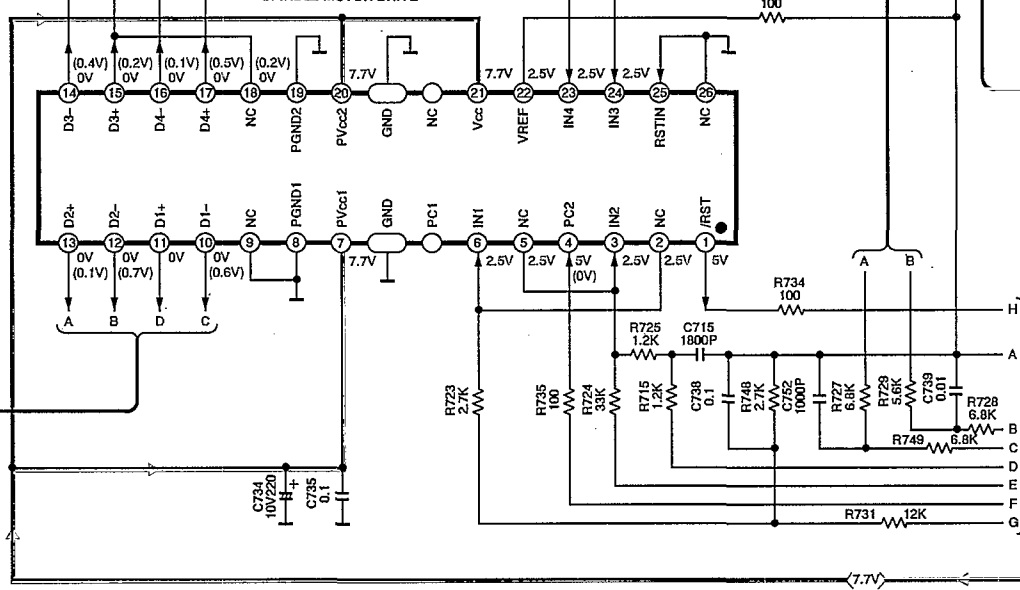 100
(0.4V) (0.2V) (0.1V) (0.5V) (0.2V)
0V 0V 0V 0V 0V
7.7V 7.7V 2.5V 2.5V 2.5V
14 15 16 17 18 19 20 21 22 23 24 25 26
D3- D3+ D4- D4+ NC PGND2 PVcc2 GND NC Vcc VREF IN4 IN3 RSTIN NC
D2+ D2- D1+ D1- NC PGND1 PVcc1 GND PC1 IN1 NC PC2 IN2 NC /RST
13 12 11 10 9 8 7 6 5 4 3 2 1
0V 0V 0V 0V 7.7V 2.5V 2.5V 5V 2.5V 2.5V 5V
(0.1V) (0.7V) (0.6V) (0V)
A B D C
A B
R734
100
H
R725
1.2K
C715
1800P
A
R723
2.7K
R735
100
R724
33K
R715
1.2K
C738
0.1
R748
2.7K
C752
1000P
R727
6.8K
R729
5.6K
C739
0.01
R728
6.8K
B
R749 6.8K
C
D
E
F
R731 12K
G
C734
10V220
+
C735
0.1
7.7V